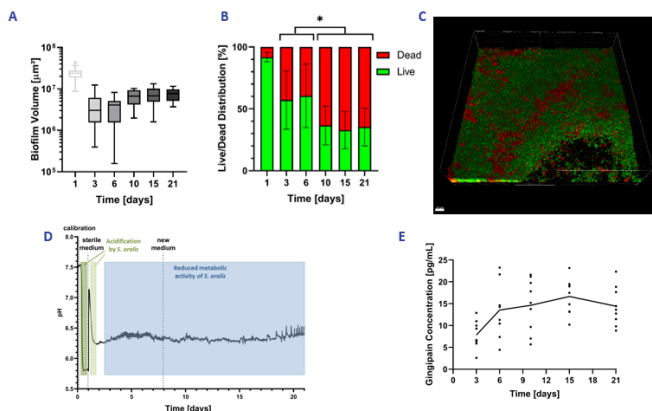 A
B
C
*
Biofilm Volume [µm³]
10⁸
10⁷
10⁶
10⁵
1 3 6 10 15 21
Time [days]
Live/Dead Distribution [%]
100
50
0
1 3 6 10 15 21
Time [days]
Dead
Live
D
calibration
sterile medium
Acidification by S. oralis
new medium
Reduced metabolic activity of S. oralis
pH
8.0
7.5
7.0
6.5
6.0
5.5
0 5 10 15 20
Time [days]
E
Gingipain Concentration [pg/mL]
25
20
15
10
5
0
0 3 6 9 12 15 18 21
Time [days]